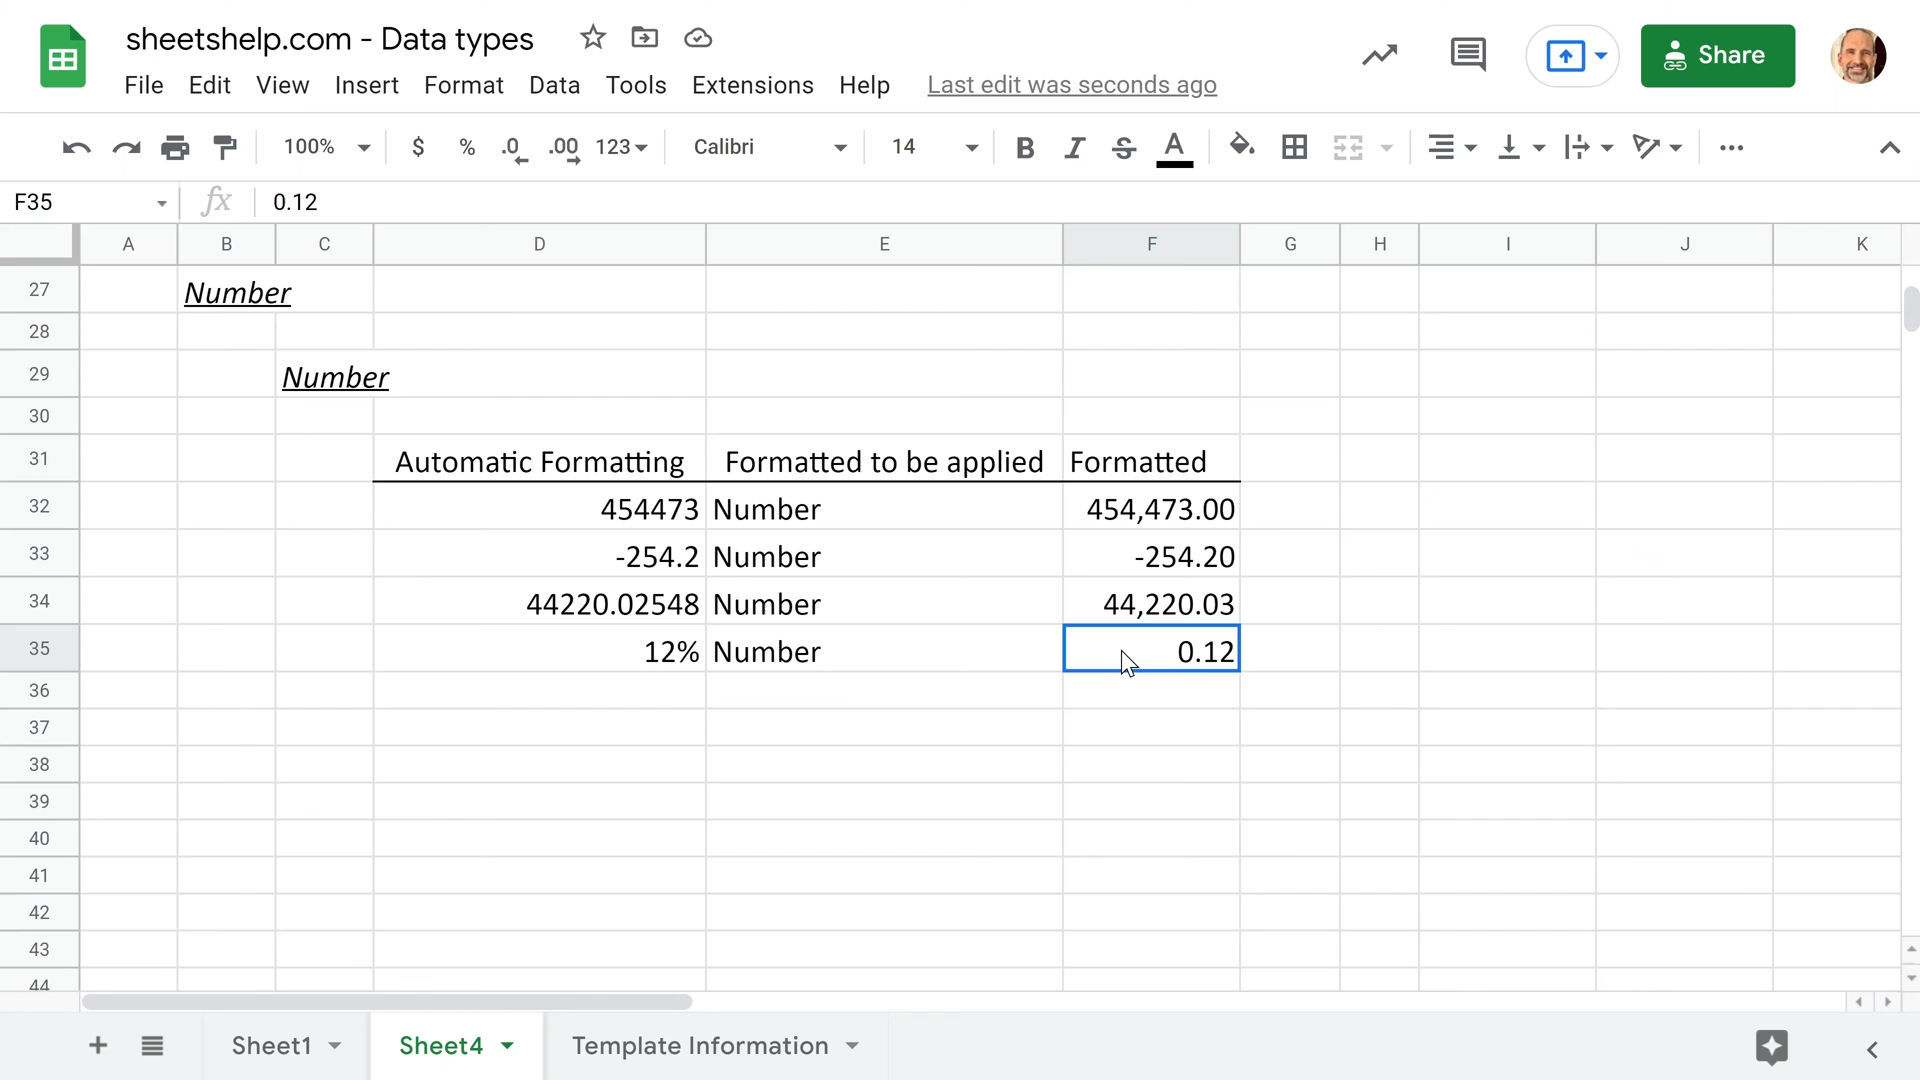 sheetshelp.com - Data types
File Edit View Insert Format Data Tools Extensions Help Last edit was seconds ago
Share
100% $ % .0 .00 123 Calibri 14 B I S A
F35 fx 0.12
A B C D E F G H I J K
27 Number
28
29 Number
30
31 Automatic Formatting Formatted to be applied Formatted
32 454473 Number 454,473.00
33 -254.2 Number -254.20
34 44220.02548 Number 44,220.03
35 12% Number 0.12
36
37
38
39
40
41
42
43
44
Sheet1 Sheet4 Template Information